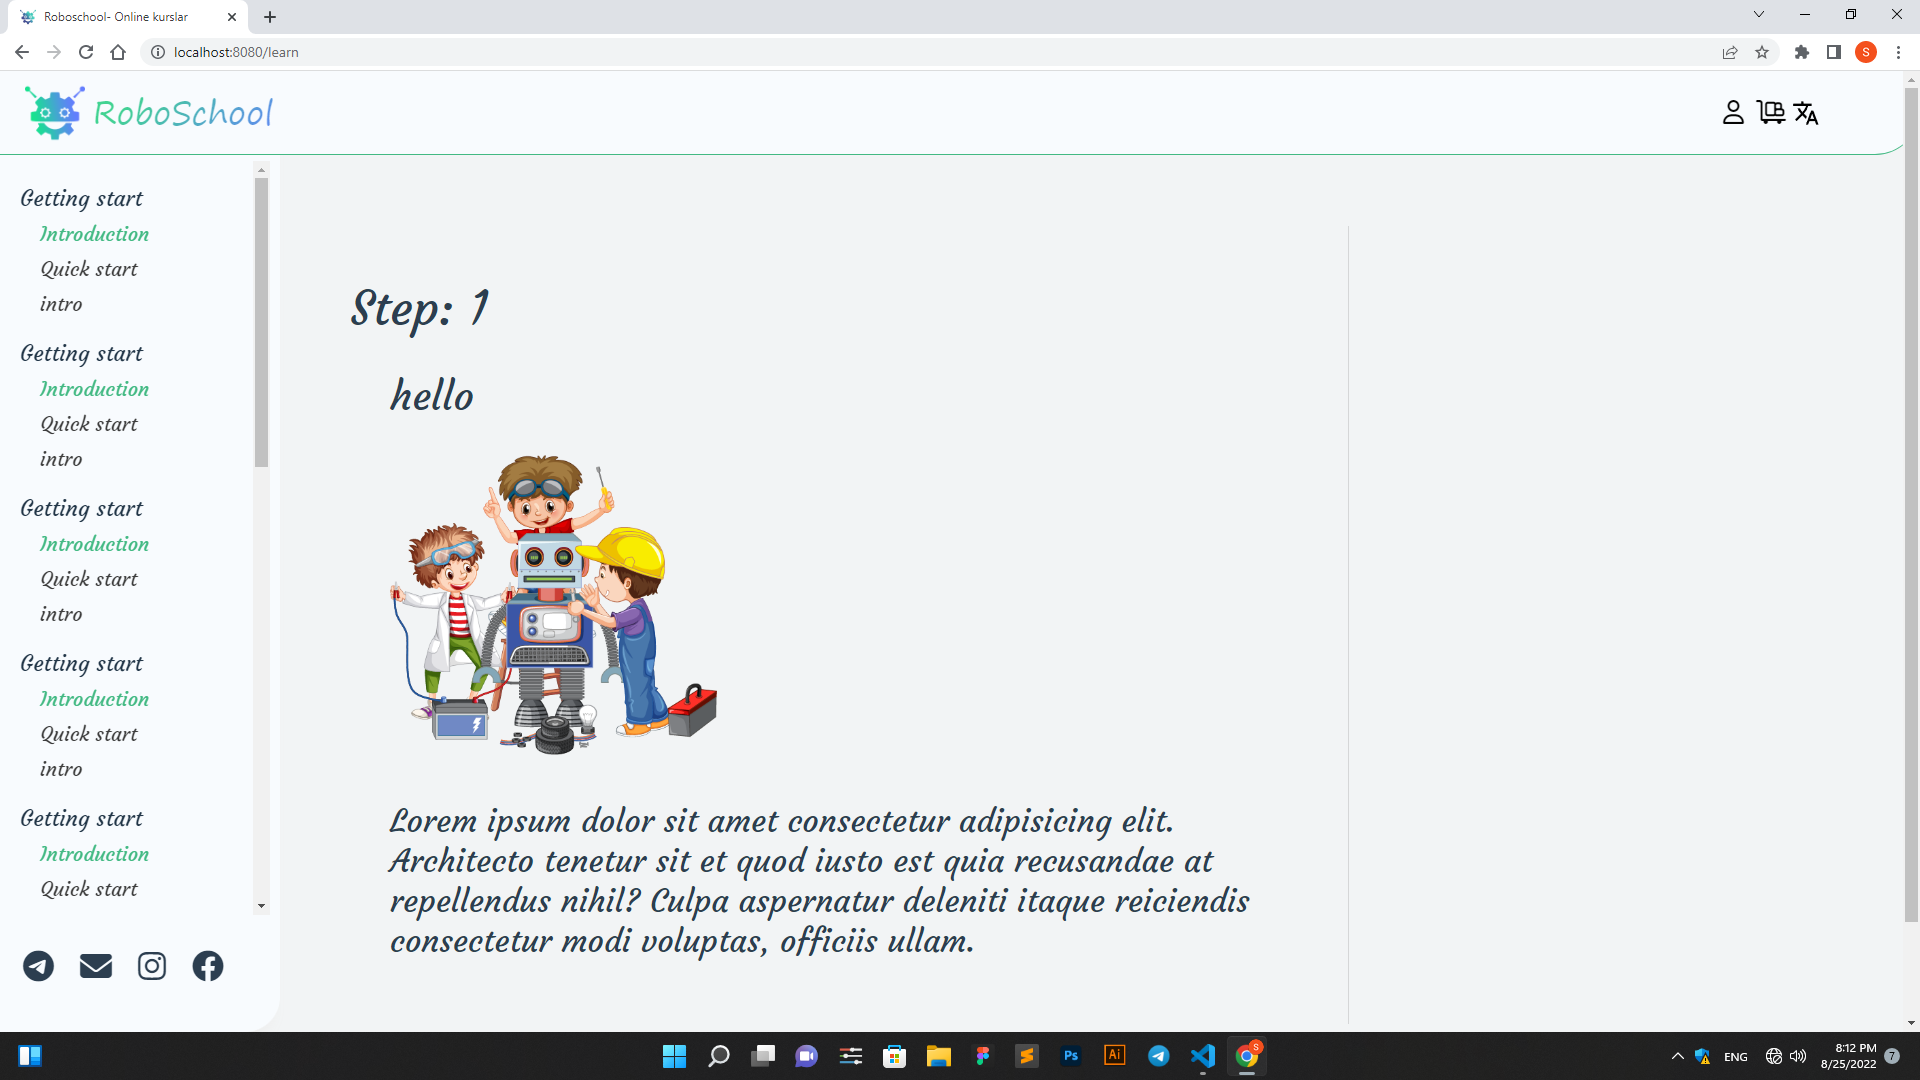 Roboschool- Online kurslar
localhost:8080/learn
S
RoboSchool
Getting start
Introduction
Quick start
intro
Getting start
Introduction
Quick start
intro
Getting start
Introduction
Quick start
intro
Getting start
Introduction
Quick start
intro
Getting start
Introduction
Quick start
Step: 1
hello
Lorem ipsum dolor sit amet consectetur adipisicing elit.
Architecto tenetur sit et quod iusto est quia recusandae at
repellendus nihil? Culpa aspernatur deleniti itaque reiciendis
consectetur modi voluptas, officiis ullam.
Ps
Ai
S
ENG
8:12 PM
8/25/2022
7